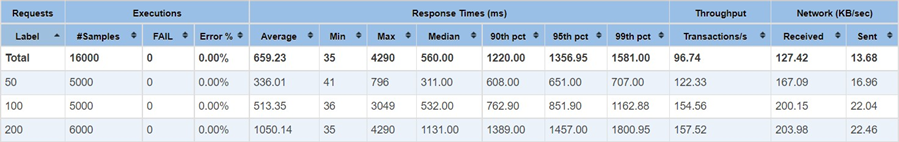 Requests Executions Response Times (ms) Throughput Network (KB/sec)
Label #Samples FAIL Error % Average Min Max Median 90th pct 95th pct 99th pct Transactions/s Received Sent
Total 16000 0 0.00% 659.23 35 4290 560.00 1220.00 1356.95 1581.00 96.74 127.42 13.68
50 5000 0 0.00% 336.01 41 796 311.00 608.00 651.00 707.00 122.33 167.09 16.96
100 5000 0 0.00% 513.35 36 3049 532.00 762.90 851.90 1162.88 154.56 200.15 22.04
200 6000 0 0.00% 1050.14 35 4290 1131.00 1389.00 1457.00 1800.95 157.52 203.98 22.46